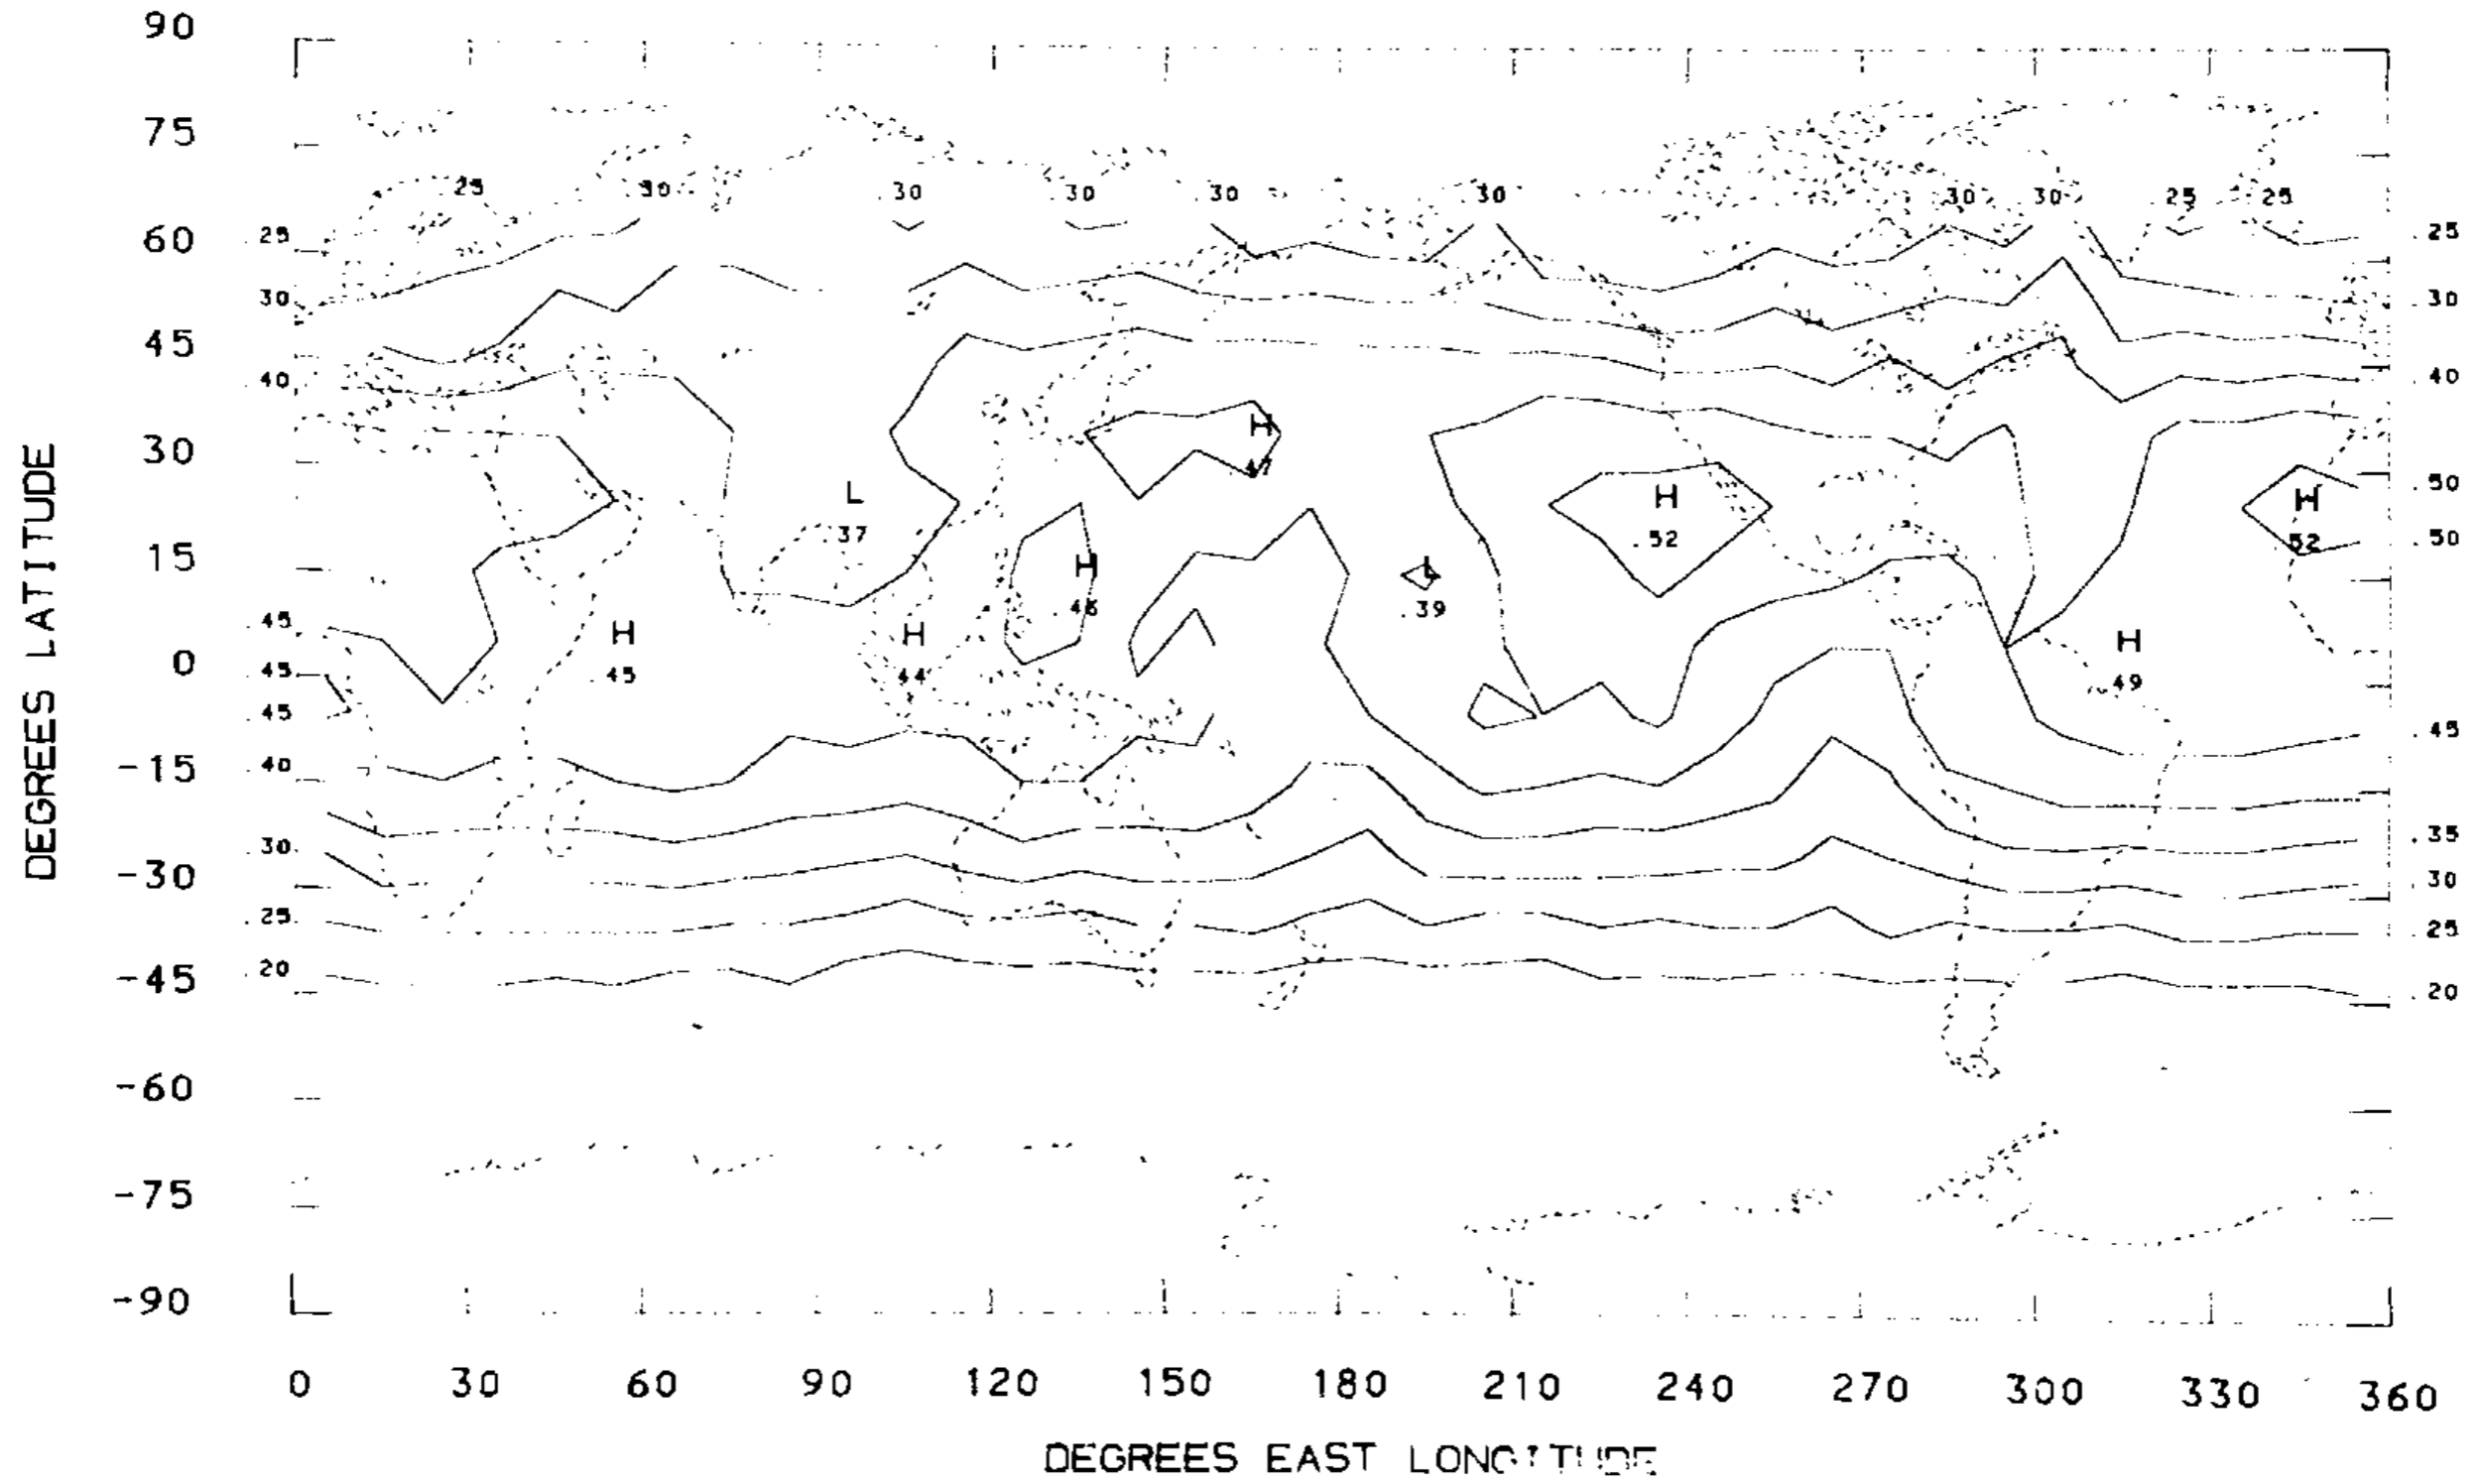 90
75
.25 .30 .30 .30 .30 .30 .30 .30 .25 .25
60 .25 .25
30 .30
45
.40 .40
H
30 .47
L H H .50
.37 .52 .52 .50
15 H L
.45 .46 .39
H H H
0 .45 .45 .44 .49
.45 .45
-15 .40
.35
-30 .30 .30
.25 .25
-45 .20 .20
-60
-75
-90
0 30 60 90 120 150 180 210 240 270 300 330 360
DEGREES EAST LONGITUDE
DEGREES LATITUDE